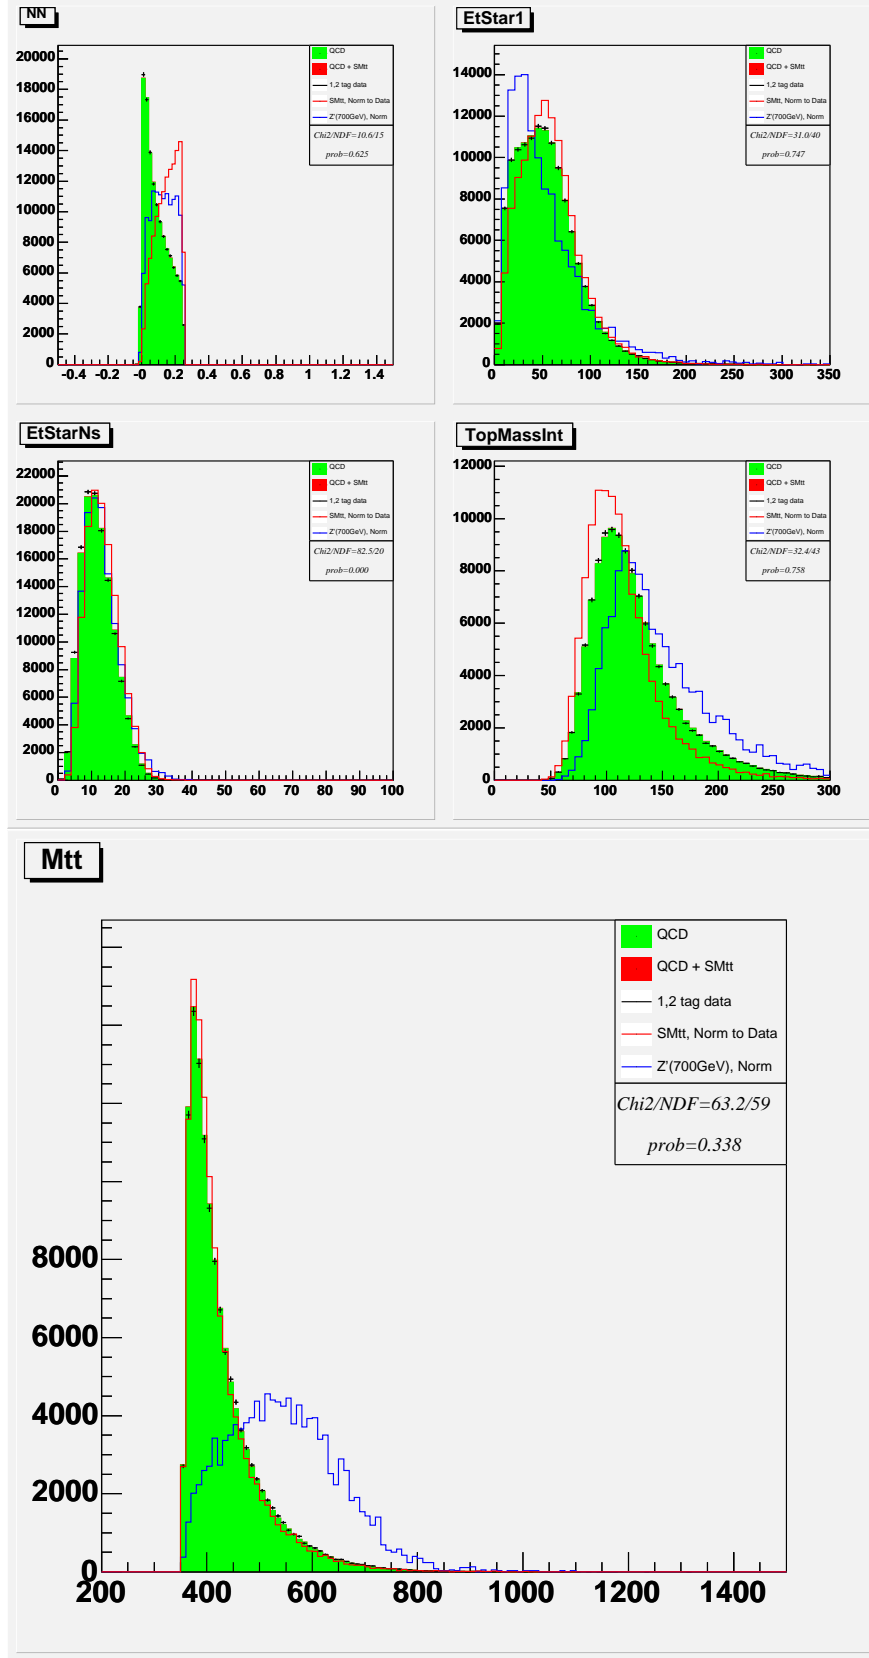 NN
20000
18000
16000
14000
12000
10000
8000
6000
4000
2000
0
-0.4 -0.2 -0 0.2 0.4 0.6 0.8 1 1.2 1.4
QCD
QCD + SMtt
1,2 tag data
SMtt, Norm to Data
Z'(700GeV), Norm
Chi2/NDF=10.6/15
prob=0.625
EtStar1
14000
12000
10000
8000
6000
4000
2000
0
0 50 100 150 200 250 300 350
QCD
QCD + SMtt
1,2 tag data
SMtt, Norm to Data
Z'(700GeV), Norm
Chi2/NDF=31.0/40
prob=0.747
EtStarNs
22000
20000
18000
16000
14000
12000
10000
8000
6000
4000
2000
0
0 10 20 30 40 50 60 70 80 90 100
QCD
QCD + SMtt
1,2 tag data
SMtt, Norm to Data
Z'(700GeV), Norm
Chi2/NDF=82.5/20
prob=0.000
TopMassInt
12000
10000
8000
6000
4000
2000
0
0 50 100 150 200 250 300
QCD
QCD + SMtt
1,2 tag data
SMtt, Norm to Data
Z'(700GeV), Norm
Chi2/NDF=32.4/43
prob=0.758
Mtt
8000
6000
4000
2000
0
200 400 600 800 1000 1200 1400
QCD
QCD + SMtt
1,2 tag data
SMtt, Norm to Data
Z'(700GeV), Norm
Chi2/NDF=63.2/59
prob=0.338